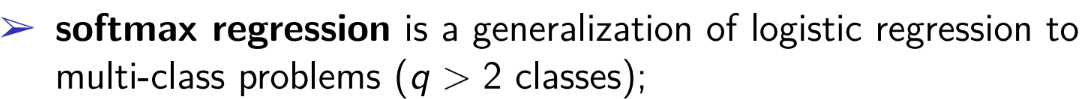 ➢ softmax regression is a generalization of logistic regression to
multi-class problems (q > 2 classes);